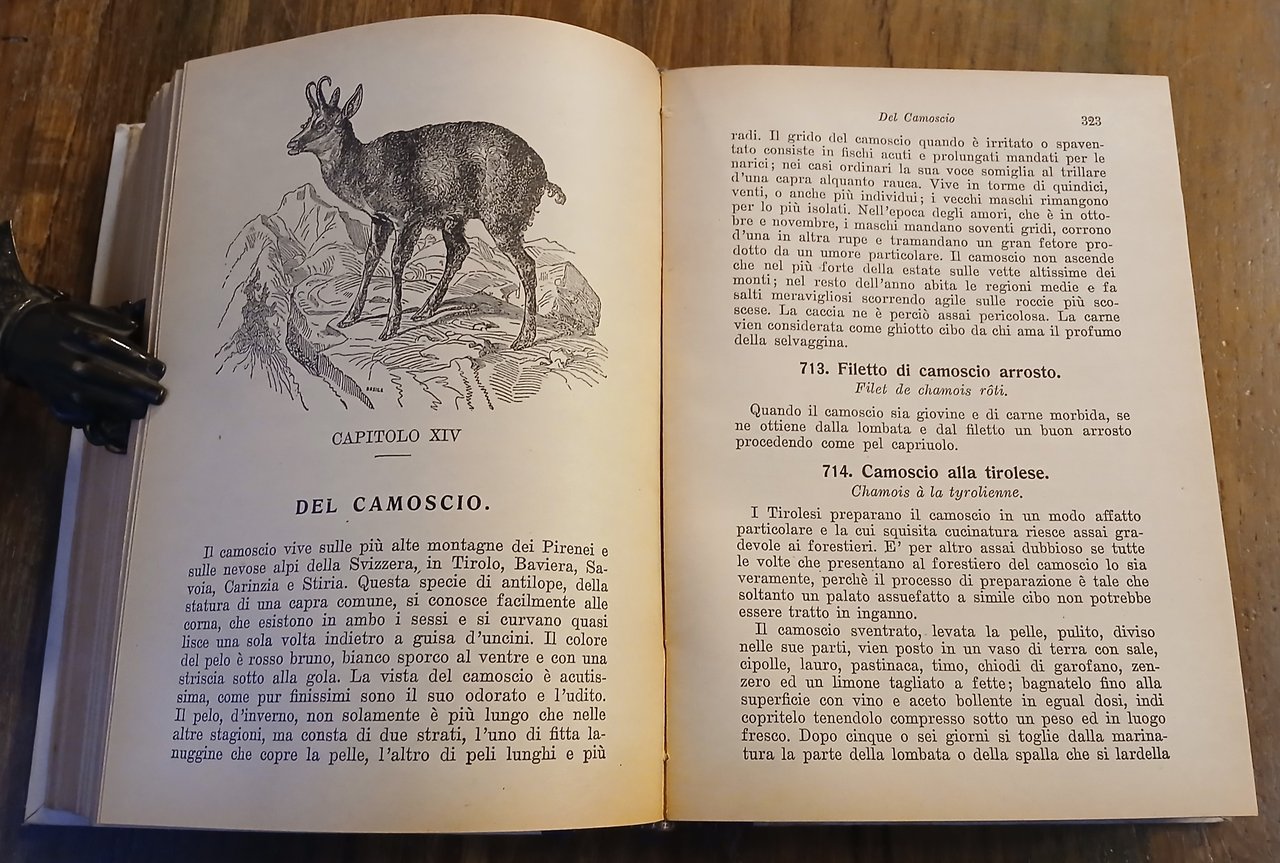 BASILE
CAPITOLO XIV
DEL CAMOSCIO.
Il camoscio vive sulle più alte montagne dei Pirenei e
sulle nevose alpi della Svizzera, in Tirolo, Baviera, Sa-
voia, Carinzia e Stiria. Questa specie di antilope, della
statura di una capra comune, si conosce facilmente alle
corna, che esistono in ambo i sessi e si curvano quasi
lisce una sola volta indietro a guisa d'uncini. Il colore
del pelo è rosso bruno, bianco sporco al ventre e con una
striscia sotto alla gola. La vista del camoscio è acutis-
sima, come pur finissimi sono il suo odorato e l'udito.
Il pelo, d'inverno, non solamente è più lungo che nelle
altre stagioni, ma consta di due strati, l'uno di fitta la-
nuggine che copre la pelle, l'altro di peli lunghi e più
Del Camoscio 323
radi. Il grido del camoscio quando è irritato o spaven-
tato consiste in fischi acuti e prolungati mandati per le
narici; nei casi ordinari la sua voce somiglia al trillare
d'una capra alquanto rauca. Vive in torme di quindici,
venti, o anche più individui; i vecchi maschi rimangono
per lo più isolati. Nell'epoca degli amori, che è in otto-
bre e novembre, i maschi mandano soventi gridi, corrono
d'una in altra rupe e tramandano un gran fetore pro-
dotto da un umore particolare. Il camoscio non ascende
che nel più forte della estate sulle vette altissime dei
monti; nel resto dell'anno abita le regioni medie e fa
salti meravigliosi scorrendo agile sulle roccie più sco-
scese. La caccia ne è perciò assai pericolosa. La carne
vien considerata come ghiotto cibo da chi ama il profumo
della selvaggina.
713. Filetto di camoscio arrosto.
Filet de chamois rôti.
Quando il camoscio sia giovine e di carne morbida, se
ne ottiene dalla lombata e dal filetto un buon arrosto
procedendo come pel capriuolo.
714. Camoscio alla tirolese.
Chamois à la tyrolienne.
I Tirolesi preparano il camoscio in un modo affatto
particolare e la cui squisita cucinatura riesce assai gra-
devole ai forestieri. E' per altro assai dubbioso se tutte
le volte che presentano al forestiero del camoscio lo sia
veramente, perchè il processo di preparazione è tale che
soltanto un palato assuefatto a simile cibo non potrebbe
essere tratto in inganno.
Il camoscio sventrato, levata la pelle, pulito, diviso
nelle sue parti, vien posto in un vaso di terra con sale,
cipolle, lauro, pastinaca, timo, chiodi di garofano, zen-
zero ed un limone tagliato a fette; bagnatelo fino alla
superficie con vino e aceto bollente in egual dosi, indi
copritelo tenendolo compresso sotto un peso ed in luogo
fresco. Dopo cinque o sei giorni si toglie dalla marina-
tura la parte della lombata o della spalla che si lardella